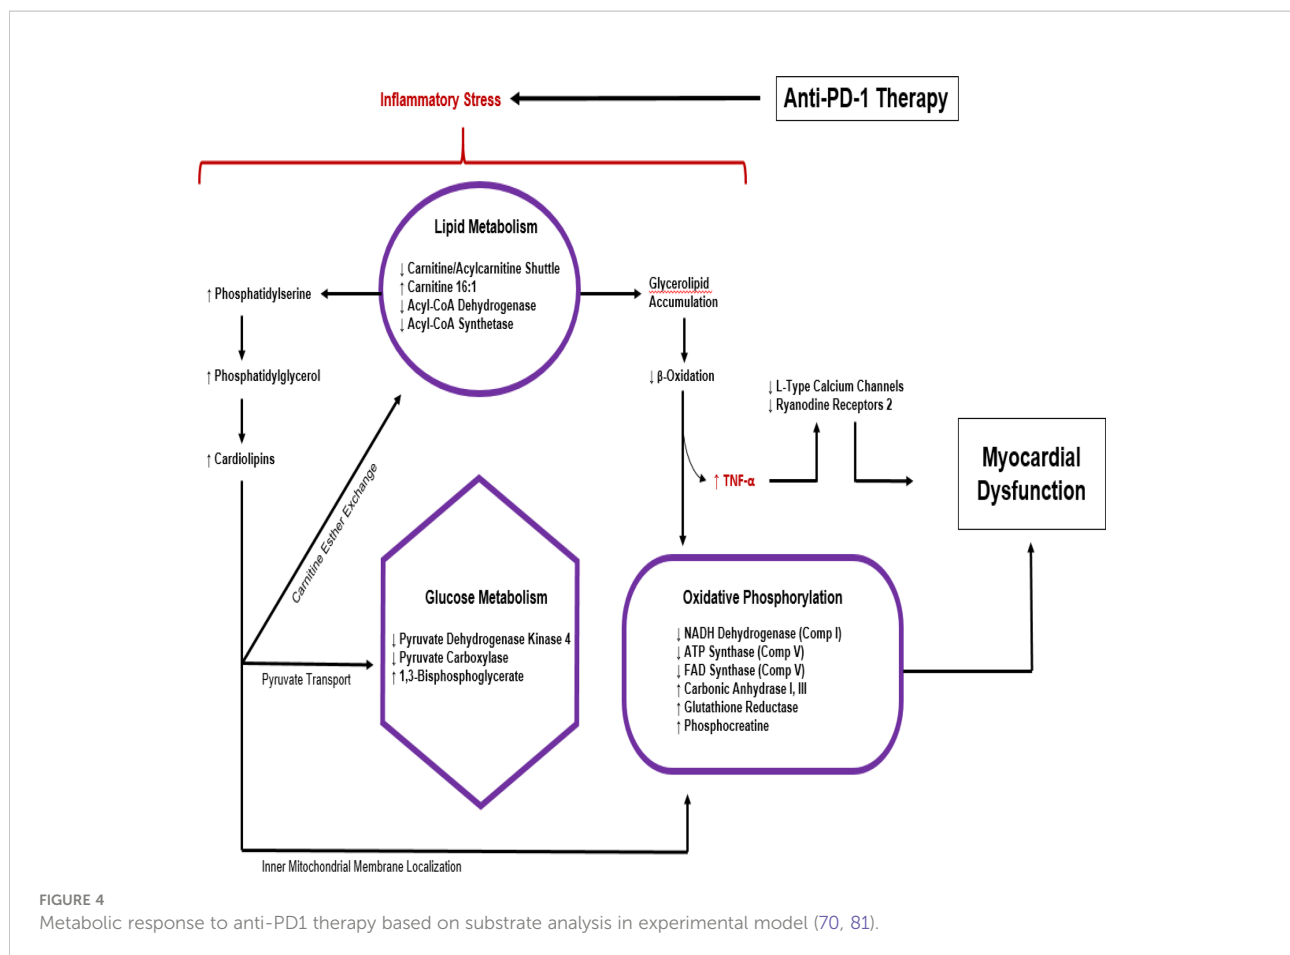 Anti-PD-1 Therapy
Inflammatory Stress
Lipid Metabolism
↓ Carnitine/Acylcarnitine Shuttle
↑ Carnitine 16:1
↓ Acyl-CoA Dehydrogenase
↓ Acyl-CoA Synthetase
↑ Phosphatidylserine
↑ Phosphatidylglycerol
↑ Cardiolipins
Glycerolipid
Accumulation
↓ β-Oxidation
↑ TNF-α
↓ L-Type Calcium Channels
↓ Ryanodine Receptors 2
Myocardial
Dysfunction
Carnitine Esther Exchange
Pyruvate Transport
Glucose Metabolism
↓ Pyruvate Dehydrogenase Kinase 4
↓ Pyruvate Carboxylase
↑ 1,3-Bisphosphoglycerate
Oxidative Phosphorylation
↓ NADH Dehydrogenase (Comp I)
↓ ATP Synthase (Comp V)
↓ FAD Synthase (Comp V)
↑ Carbonic Anhydrase I, III
↑ Glutathione Reductase
↑ Phosphocreatine
Inner Mitochondrial Membrane Localization
FIGURE 4
Metabolic response to anti-PD1 therapy based on substrate analysis in experimental model (70, 81).